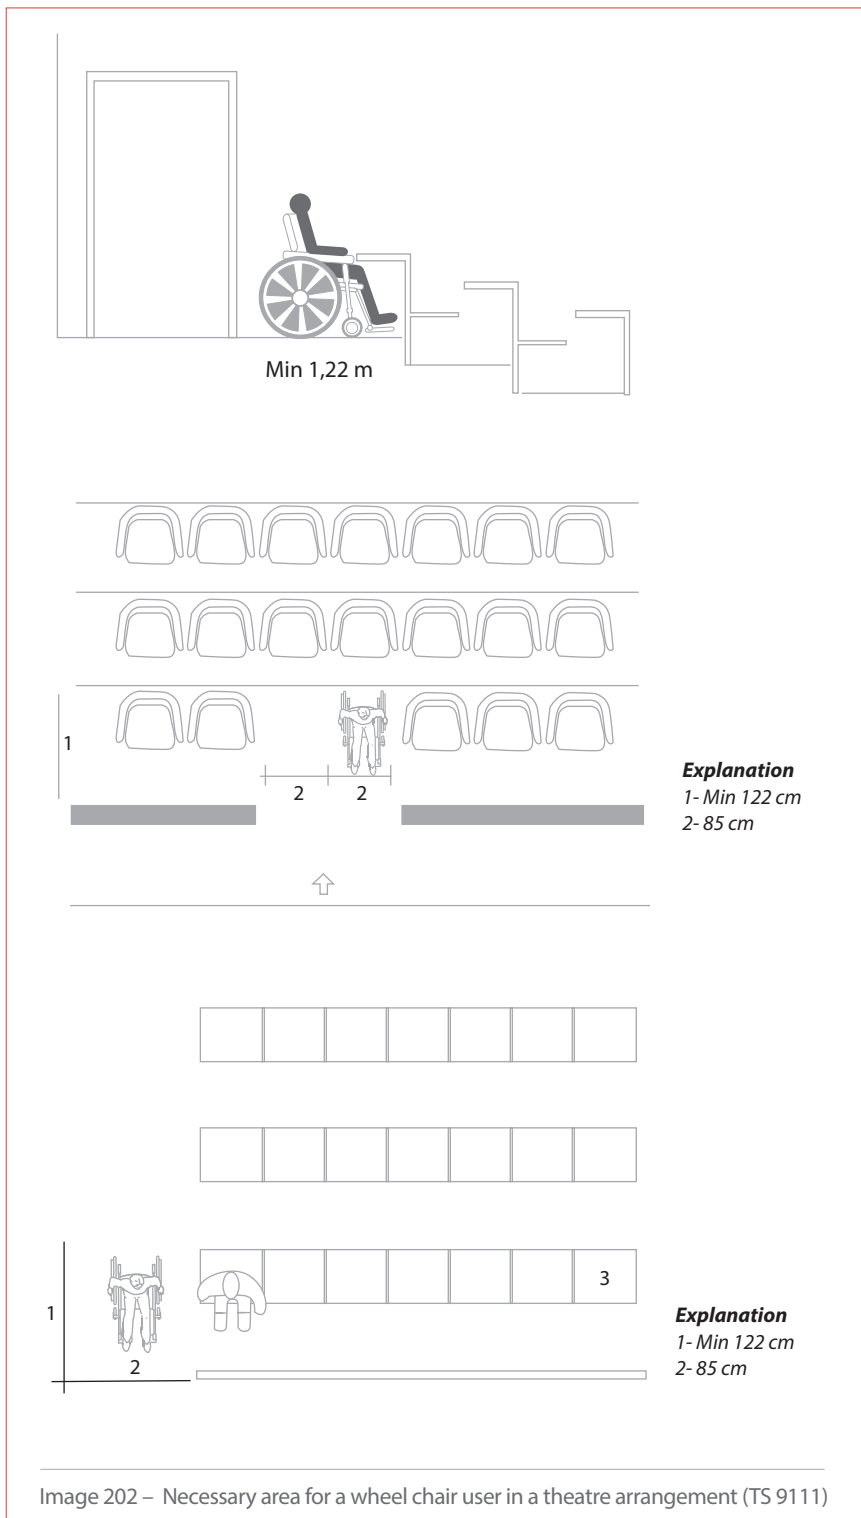 Min 1,22 m
1
2 2
Explanation
1- Min 122 cm
2- 85 cm
3
1
2
Explanation
1- Min 122 cm
2- 85 cm
Image 202 – Necessary area for a wheel chair user in a theatre arrangement (TS 9111)